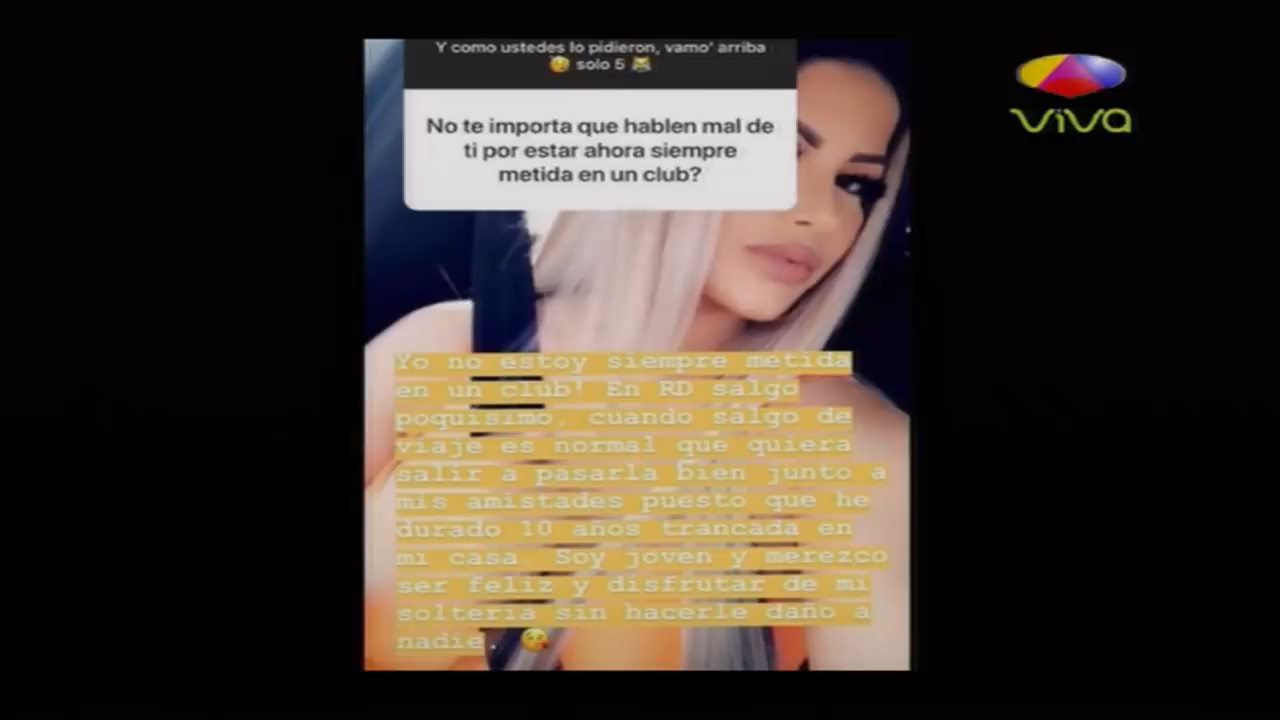 Y como ustedes lo pidieron, vamo' arriba
solo 5
No te importa que hablen mal de
ti por estar ahora siempre
metida en un club?
VIVA
Yo no estoy siempre metida
en un club! En RD salgo
poquisimo, cuando salgo de
viaje es normal que quiera
salir a pasarla bien junto a
mis amistades puesto que he
durado 10 años trancada en
mi casa. Soy joven y merezco
ser feliz y disfrutar de mi
solteria sin hacerle daño a
nadie.